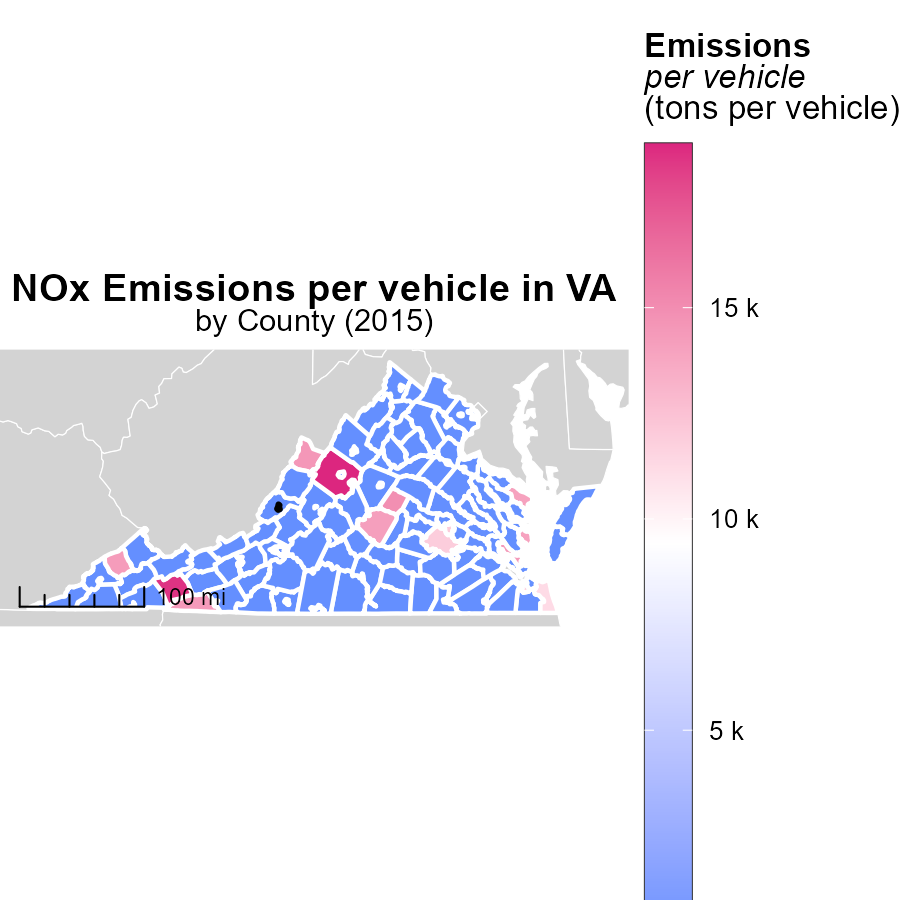 Emissions
per vehicle
(tons per vehicle)
NOx Emissions per vehicle in VA
by County (2015)
15 k
10 k
5 k
100 mi